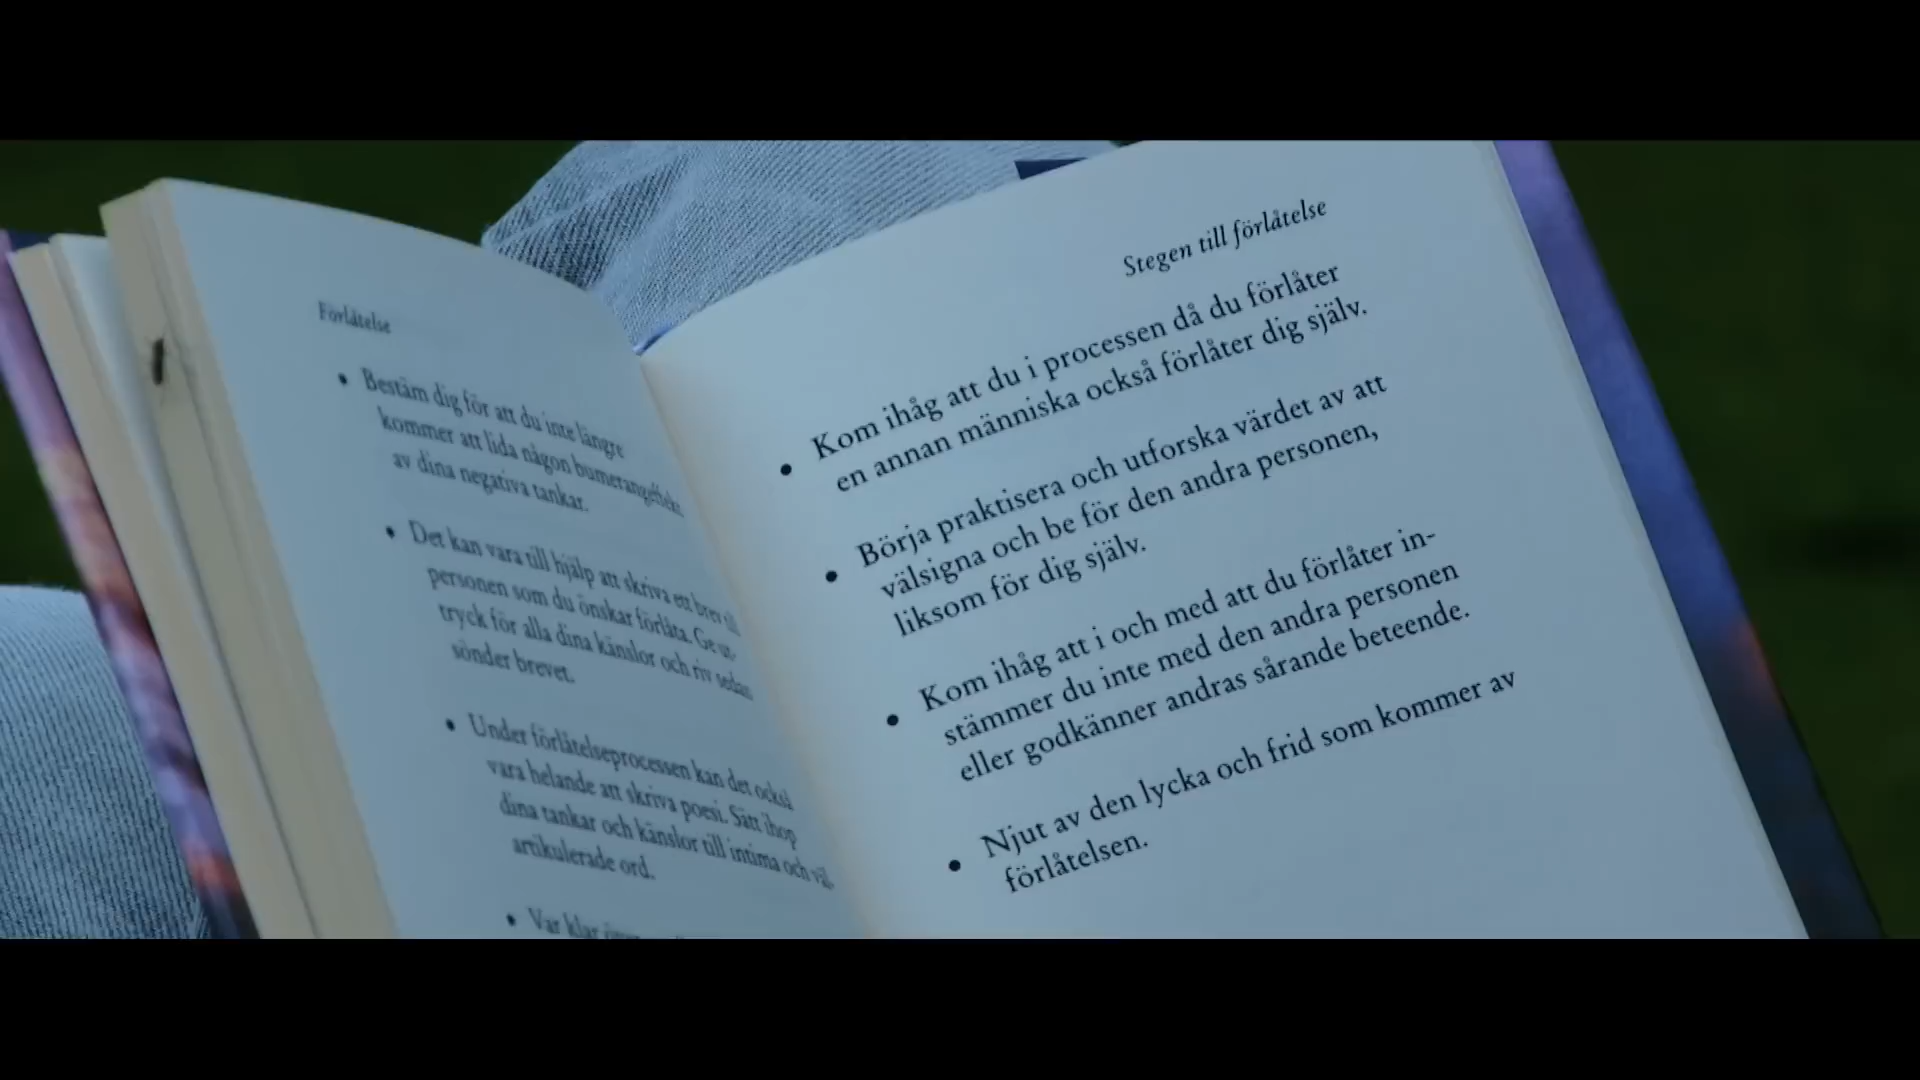 Förlåtelse
• Bestäm dig för att du inte längre
kommer att lida någon bumerangeffekt
av dina negativa tankar.
• Det kan vara till hjälp att skriva ett brev till
personen som du önskar förlåta. Ge ut-
tryck för alla dina känslor och riv sedan
sönder brevet.
• Under förlåtelseprocessen kan det också
vara helande att skriva poesi. Sätt ihop
dina tankar och känslor till intima och väl-
artikulerade ord.
• Var klar
Stegen till förlåtelse
• Kom ihåg att du i processen då du förlåter
en annan människa också förlåter dig själv.
• Börja praktisera och utforska värdet av att
välsigna och be för den andra personen,
liksom för dig själv.
• Kom ihåg att i och med att du förlåter in-
stämmer du inte med den andra personen
eller godkänner andras sårande beteende.
• Njut av den lycka och frid som kommer av
förlåtelsen.